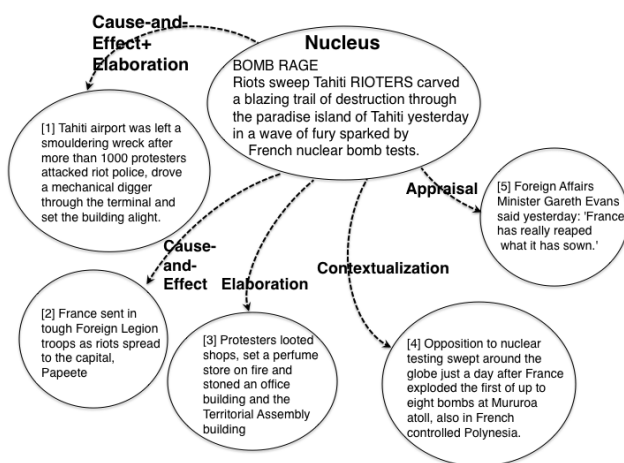 Cause-and-
Effect+
Elaboration
Nucleus
BOMB RAGE
Riots sweep Tahiti RIOTERS carved
a blazing trail of destruction through
the paradise island of Tahiti yesterday
in a wave of fury sparked by
French nuclear bomb tests.
[1] Tahiti airport was left a
smouldering wreck after
more than 1000 protesters
attacked riot police, drove
a mechanical digger
through the terminal and
set the building alight.
Appraisal
[5] Foreign Affairs
Minister Gareth Evans
said yesterday: 'France
has really reaped
what it has sown.'
Cause-
and-
Effect
Elaboration
Contextualization
[2] France sent in
tough Foreign Legion
troops as riots spread
to the capital,
Papeete
[3] Protesters looted
shops, set a perfume
store on fire and
stoned an office
building and the
Territorial Assembly
building
[4] Opposition to nuclear
testing swept around the
globe just a day after France
exploded the first of up to
eight bombs at Mururoa
atoll, also in French
controlled Polynesia.